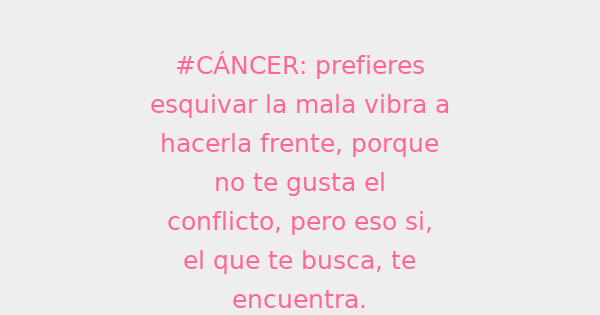 #CÁNCER: prefieres
esquivar la mala vibra a
hacerla frente, porque
no te gusta el
conflicto, pero eso si,
el que te busca, te
encuentra.